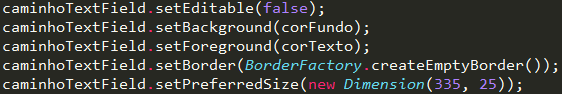 caminhoTextField.setEditable(false);
caminhoTextField.setBackground(corFundo);
caminhoTextField.setForeground(corTexto);
caminhoTextField.setBorder(BorderFactory.createEmptyBorder());
caminhoTextField.setPreferredSize(new Dimension(335, 25));